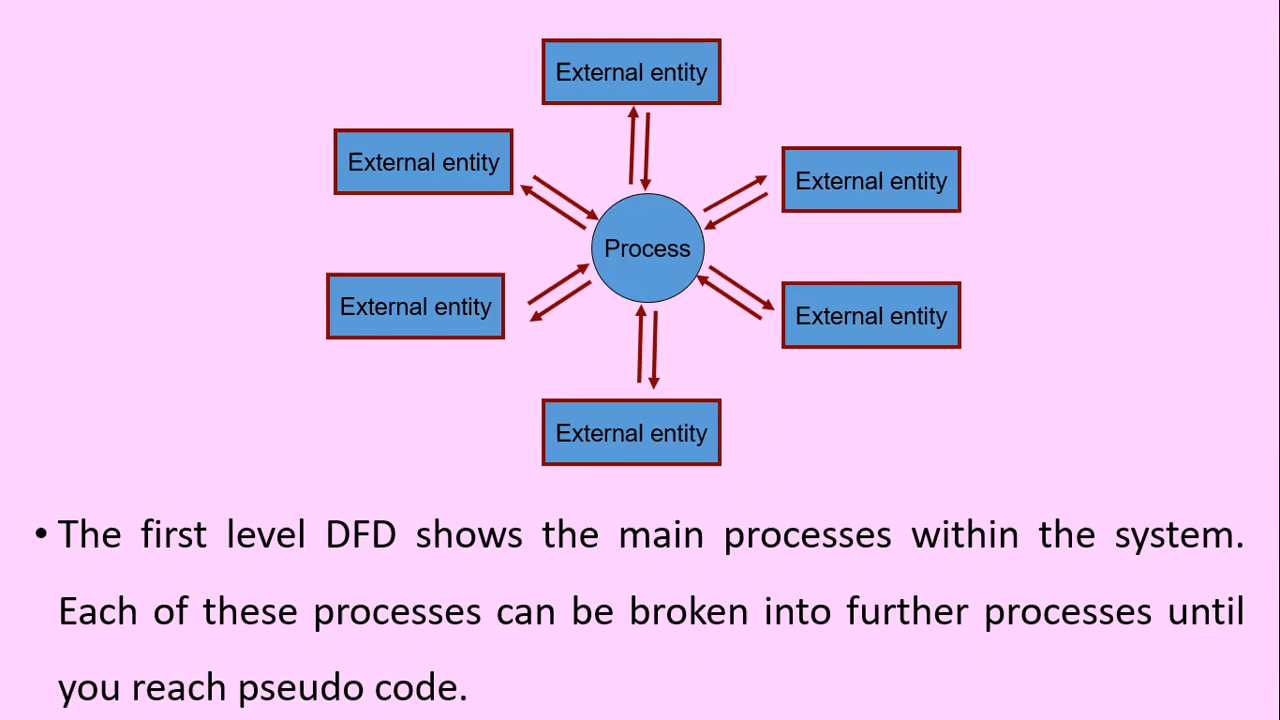 External entity
External entity
External entity
Process
External entity
External entity
External entity
• The first level DFD shows the main processes within the system.
Each of these processes can be broken into further processes until
you reach pseudo code.